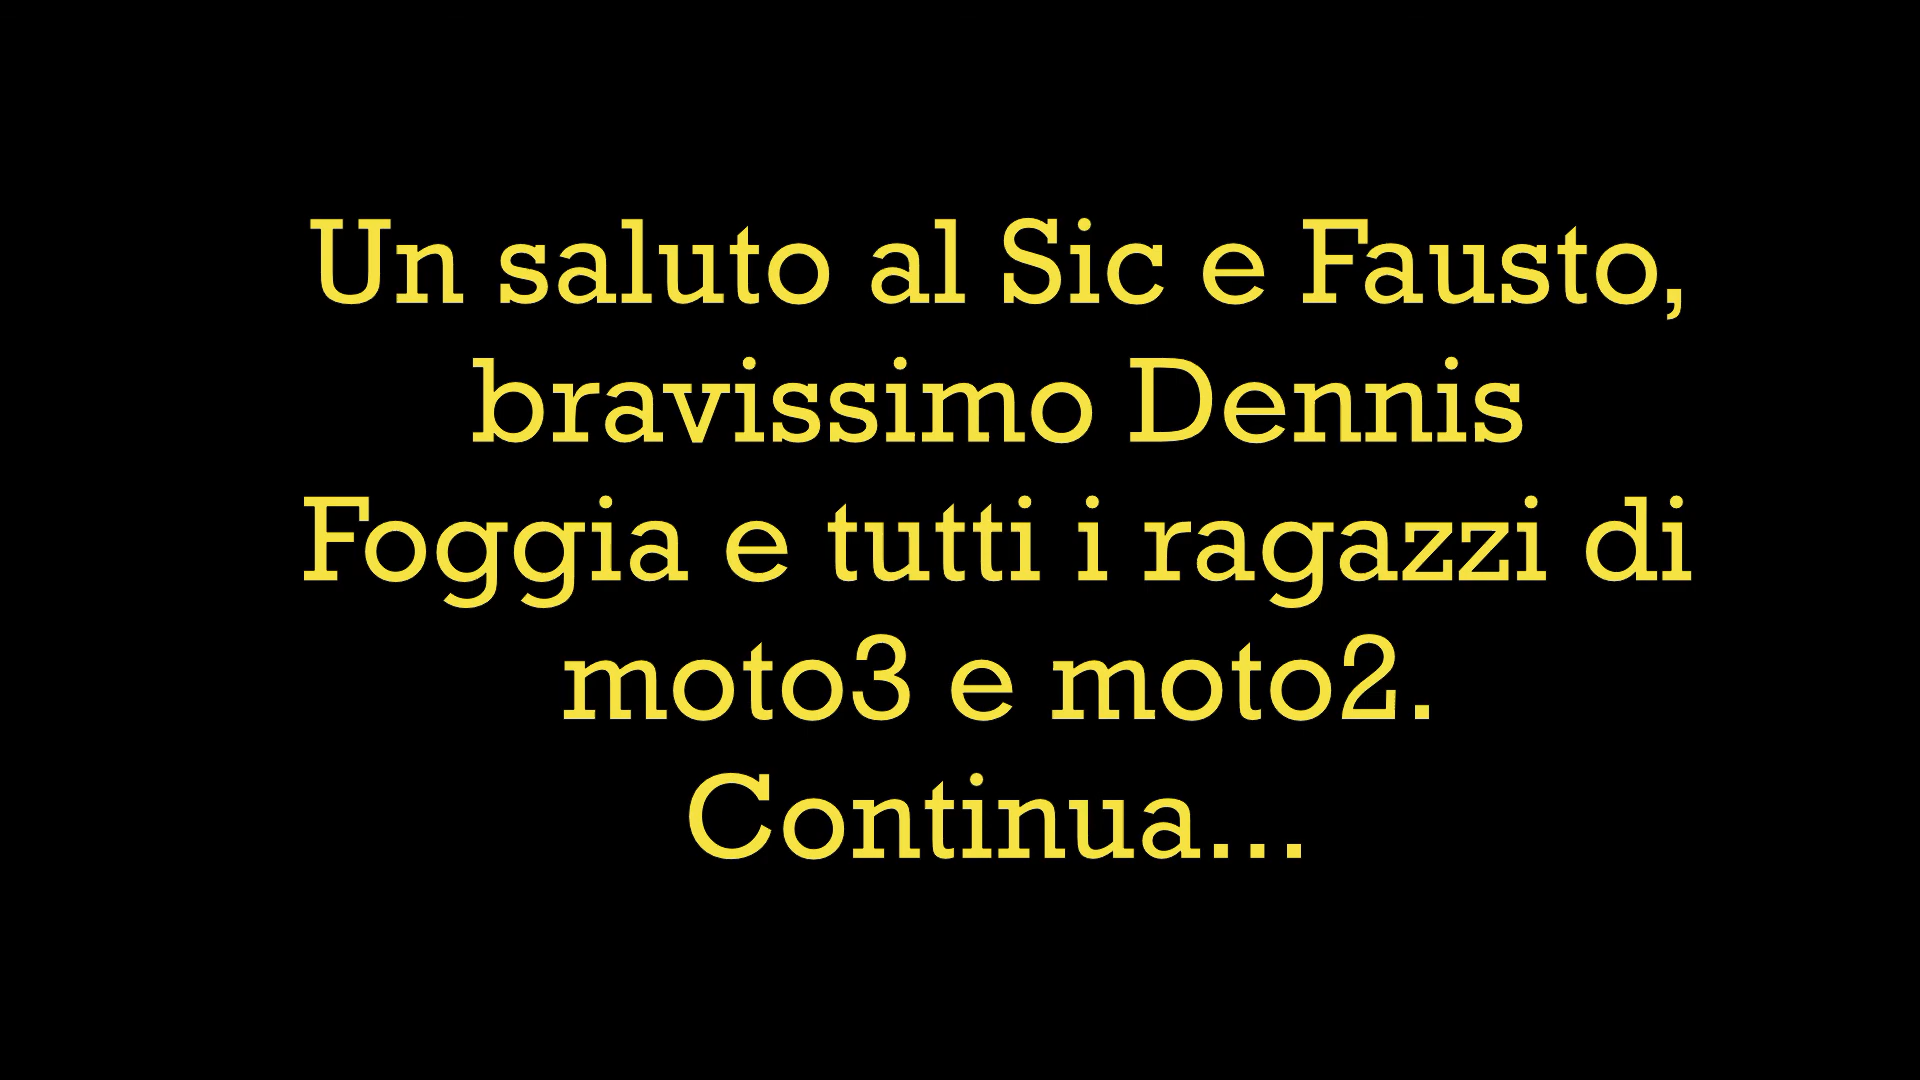 Un saluto al Sic e Fausto,
bravissimo Dennis
Foggia e tutti i ragazzi di
moto3 e moto2.
Continua...